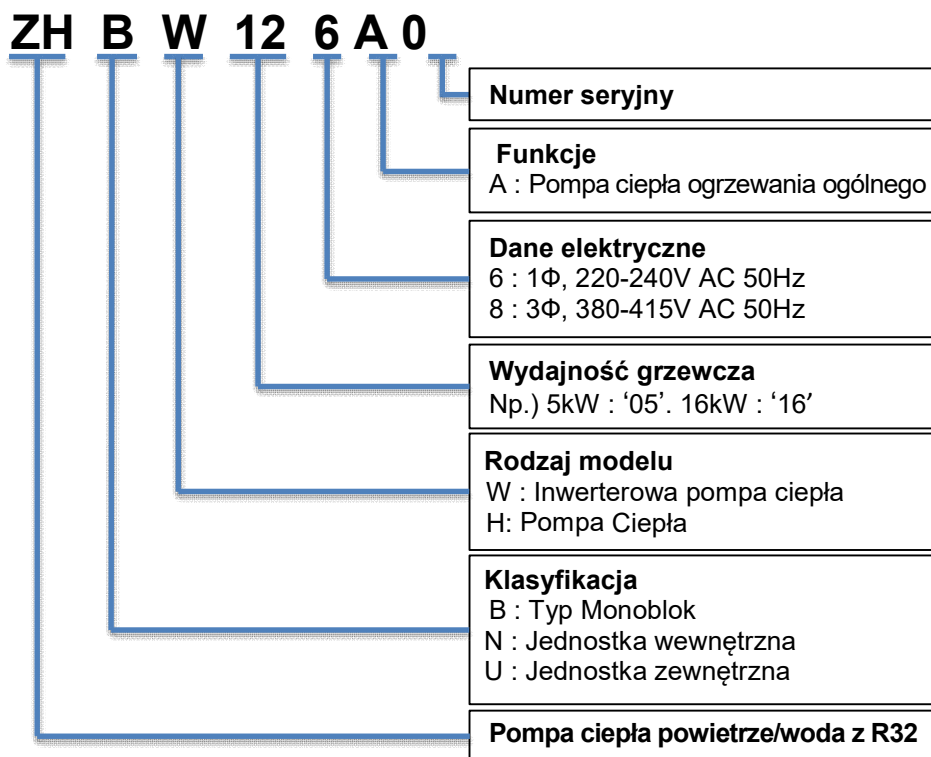 ZH B W 12 6 A 0
Numer seryjny
Funkcje
A : Pompa ciepła ogrzewania ogólnego
Dane elektryczne
6 : 1Φ, 220-240V AC 50Hz
8 : 3Φ, 380-415V AC 50Hz
Wydajność grzewcza
Np.) 5kW : ‘05’. 16kW : ‘16’
Rodzaj modelu
W : Inwerterowa pompa ciepła
H: Pompa Ciepła
Klasyfikacja
B : Typ Monoblok
N : Jednostka wewnętrzna
U : Jednostka zewnętrzna
Pompa ciepła powietrze/woda z R32